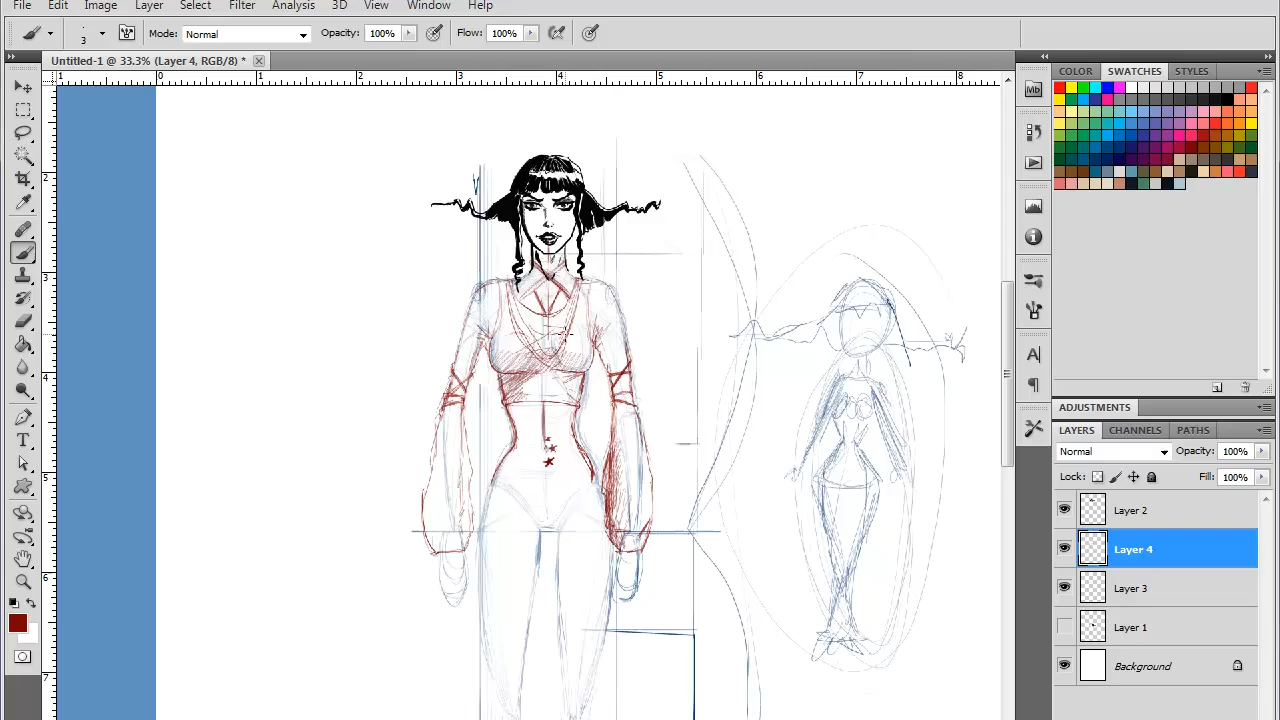 File Edit Image Layer Select Filter Analysis 3D View Window Help
3 Mode: Normal Opacity: 100% Flow: 100%
Untitled-1 @ 33.3% (Layer 4, RGB/8) *
1 0 1 2 3 4 5 6 7 8
2
3
4
5
6
7
COLOR SWATCHES STYLES
Mb
A
ADJUSTMENTS
LAYERS CHANNELS PATHS
Normal Opacity: 100%
Lock: Fill: 100%
Layer 2
Layer 4
Layer 3
Layer 1
Background
T